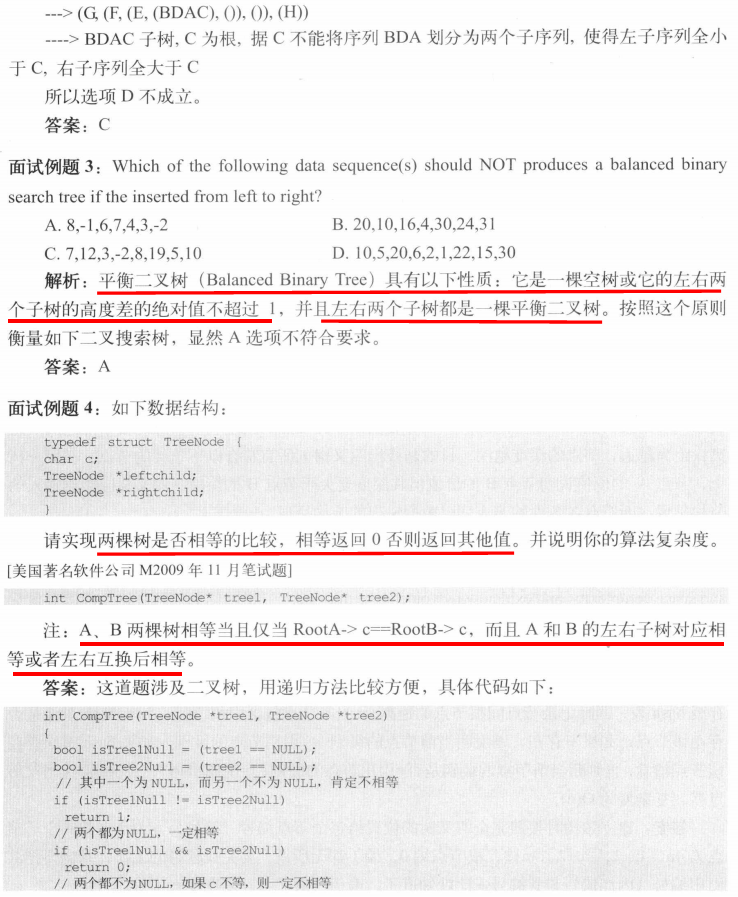 ---> (G, (F, (E, (BDAC), ()), ()), (H))
----> BDAC 子树, C 为根, 据 C 不能将序列 BDA 划分为两个子序列, 使得左子序列全小
于 C, 右子序列全大于 C
所以选项 D 不成立。
答案：C
面试例题 3：Which of the following data sequence(s) should NOT produces a balanced binary
search tree if the inserted from left to right?
A. 8,-1,6,7,4,3,-2 B. 20,10,16,4,30,24,31
C. 7,12,3,-2,8,19,5,10 D. 10,5,20,6,2,1,22,15,30
解析：平衡二叉树（Balanced Binary Tree）具有以下性质：它是一棵空树或它的左右两
个子树的高度差的绝对值不超过 1，并且左右两个子树都是一棵平衡二叉树。按照这个原则
衡量如下二叉搜索树，显然 A 选项不符合要求。
答案：A
面试例题 4：如下数据结构：
typedef struct TreeNode {
char c;
TreeNode *leftchild;
TreeNode *rightchild;
}
请实现两棵树是否相等的比较，相等返回 0 否则返回其他值。并说明你的算法复杂度。
[美国著名软件公司 M2009 年 11 月笔试题]
int CompTree(TreeNode* tree1, TreeNode* tree2);
注：A、B 两棵树相等当且仅当 RootA-> c==RootB-> c，而且 A 和 B 的左右子树对应相
等或者左右互换后相等。
答案：这道题涉及二叉树，用递归方法比较方便，具体代码如下：
int CompTree(TreeNode *tree1, TreeNode *tree2)
{
bool isTree1Null = (tree1 == NULL);
bool isTree2Null = (tree2 == NULL);
// 其中一个为 NULL，而另一个不为 NULL，肯定不相等
if (isTree1Null != isTree2Null)
return 1;
// 两个都为 NULL，一定相等
if (isTree1Null && isTree2Null)
return 0;
// 两个都不为 NULL，如果 c 不等，则一定不相等